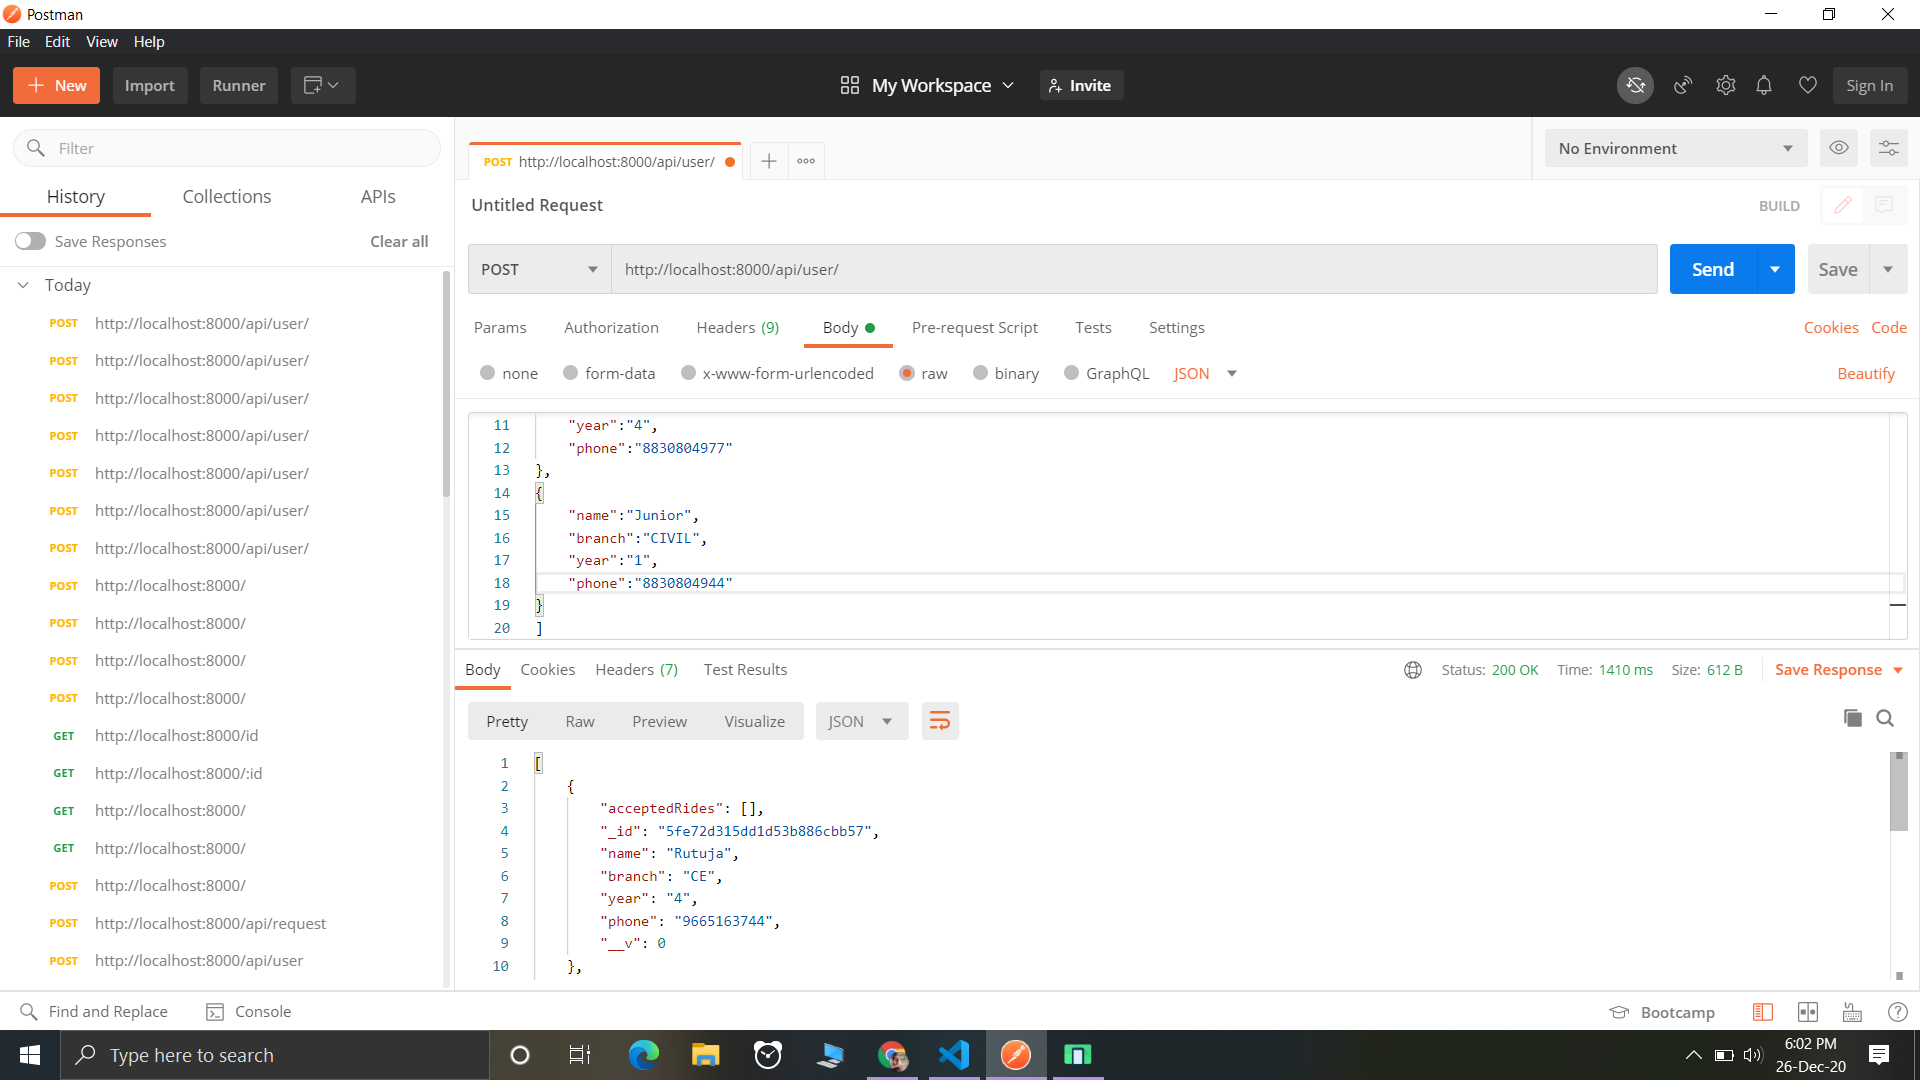 Postman
File Edit View Help
New Import Runner My Workspace Invite Sign In
Filter
History Collections APIs
Save Responses Clear all
Today
POST http://localhost:8000/api/user/
POST http://localhost:8000/api/user/
POST http://localhost:8000/api/user/
POST http://localhost:8000/api/user/
POST http://localhost:8000/api/user/
POST http://localhost:8000/api/user/
POST http://localhost:8000/api/user/
POST http://localhost:8000/
POST http://localhost:8000/
POST http://localhost:8000/
POST http://localhost:8000/
GET http://localhost:8000/id
GET http://localhost:8000/:id
GET http://localhost:8000/
GET http://localhost:8000/
POST http://localhost:8000/
POST http://localhost:8000/api/request
POST http://localhost:8000/api/user
POST http://localhost:8000/api/user/
No Environment
Untitled Request BUILD
POST http://localhost:8000/api/user/ Send Save
Params Authorization Headers (9) Body Pre-request Script Tests Settings Cookies Code
none form-data x-www-form-urlencoded raw binary GraphQL JSON Beautify
11 "year":"4",
12 "phone":"8830804977"
13 },
14 {
15 "name":"Junior",
16 "branch":"CIVIL",
17 "year":"1",
18 "phone":"8830804944"
19 }
20 ]
Body Cookies Headers (7) Test Results Status: 200 OK Time: 1410 ms Size: 612 B Save Response
Pretty Raw Preview Visualize JSON
1 [
2 {
3 "acceptedRides": [],
4 "_id": "5fe72d315dd1d53b886cbb57",
5 "name": "Rutuja",
6 "branch": "CE",
7 "year": "4",
8 "phone": "9665163744",
9 "__v": 0
10 },
Find and Replace Console Bootcamp
Type here to search
6:02 PM
26-Dec-20